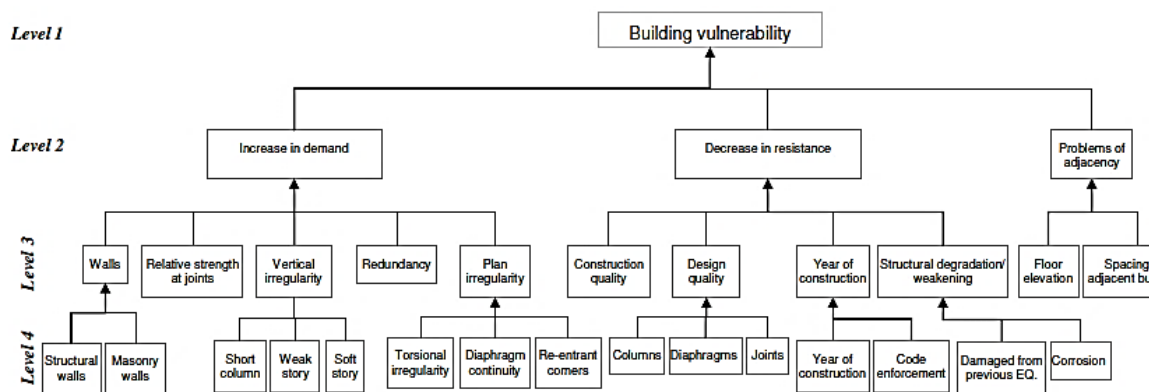 Level 1
Building vulnerability
Level 2
Increase in demand
Decrease in resistance
Problems of
adjacency
Level 3
Walls
Relative strength
at joints
Vertical
irregularity
Redundancy
Plan
irregularity
Construction
quality
Design
quality
Year of
construction
Structural degradation/
weakening
Floor
elevation
Spacing
adjacent bu
Level 4
Structural
walls
Masonry
walls
Short
column
Weak
story
Soft
story
Torsional
irregularity
Diaphragm
continuity
Re-entrant
corners
Columns
Diaphragms
Joints
Year of
construction
Code
enforcement
Damaged from
previous EQ.
Corrosion